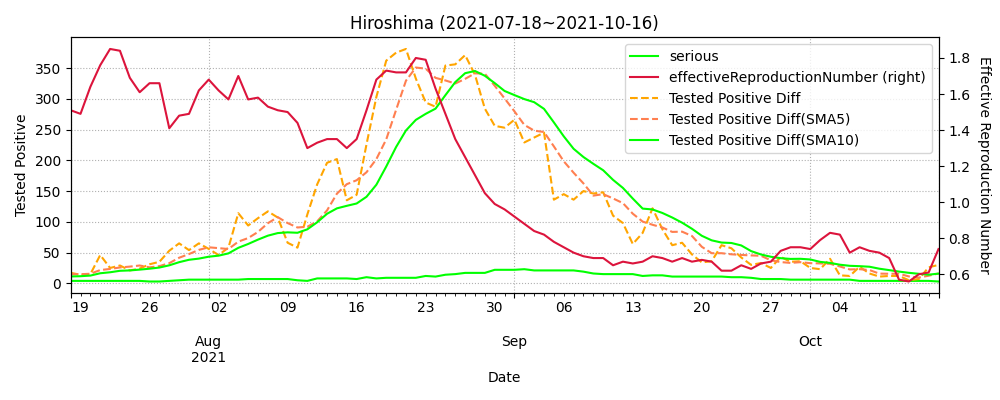 Hiroshima (2021-07-18~2021-10-16)
serious
effectiveReproductionNumber (right)
Tested Positive Diff
Tested Positive Diff(SMA5)
Tested Positive Diff(SMA10)
Tested Positive
350
300
250
200
150
100
50
0
1.8
1.6
1.4
1.2
1.0
0.8
0.6
Effective Reproduction Number
19 26 02 09 16 23 30 06 13 20 27 04 11
Aug Sep Oct
2021
Date